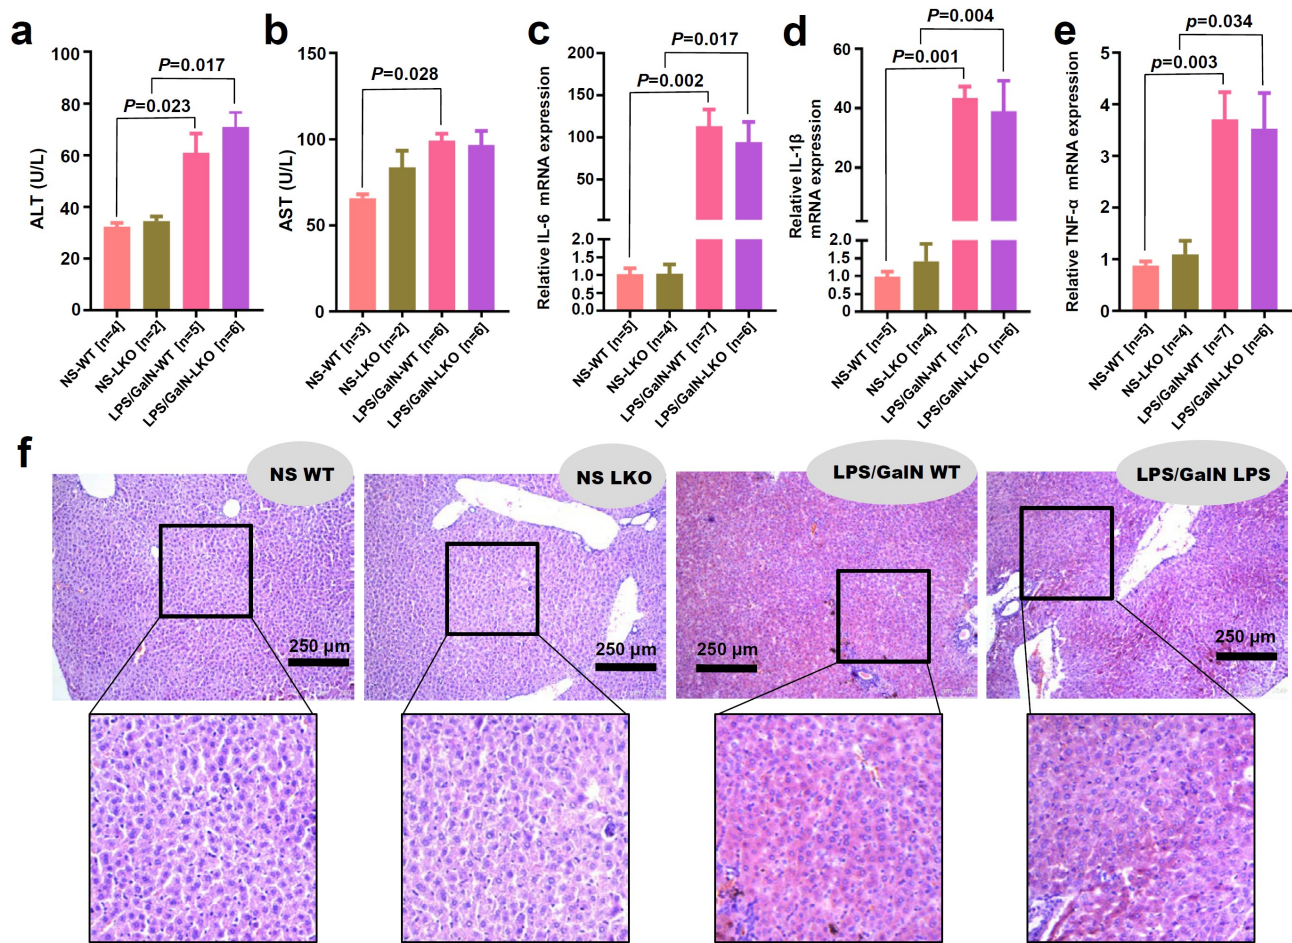 a
100
80
60
40
20
0
ALT (U/L)
P=0.017
P=0.023
NS-WT [n=4]
NS-LKO [n=2]
LPS/GalN-WT [n=5]
LPS/GalN-LKO [n=6]
b
150
100
50
0
AST (U/L)
P=0.028
NS-WT [n=3]
NS-LKO [n=2]
LPS/GalN-WT [n=6]
LPS/GalN-LKO [n=6]
c
200
150
100
50
2.0
1.5
1.0
0.5
0.0
Relative IL-6 mRNA expression
P=0.017
P=0.002
NS-WT [n=5]
NS-LKO [n=4]
LPS/GalN-WT [n=7]
LPS/GalN-LKO [n=6]
d
60
40
20
2.0
1.5
1.0
0.5
0
Relative IL-1β
mRNA expression
P=0.004
P=0.001
NS-WT [n=5]
NS-LKO [n=4]
LPS/GalN-WT [n=7]
LPS/GalN-LKO [n=6]
e
5
4
3
2
1
0
Relative TNF-α mRNA expression
p=0.034
p=0.003
NS-WT [n=5]
NS-LKO [n=4]
LPS/GalN-WT [n=7]
LPS/GalN-LKO [n=6]
f
NS WT
NS LKO
LPS/GalN WT
LPS/GalN LPS
250 µm
250 µm
250 µm
250 µm